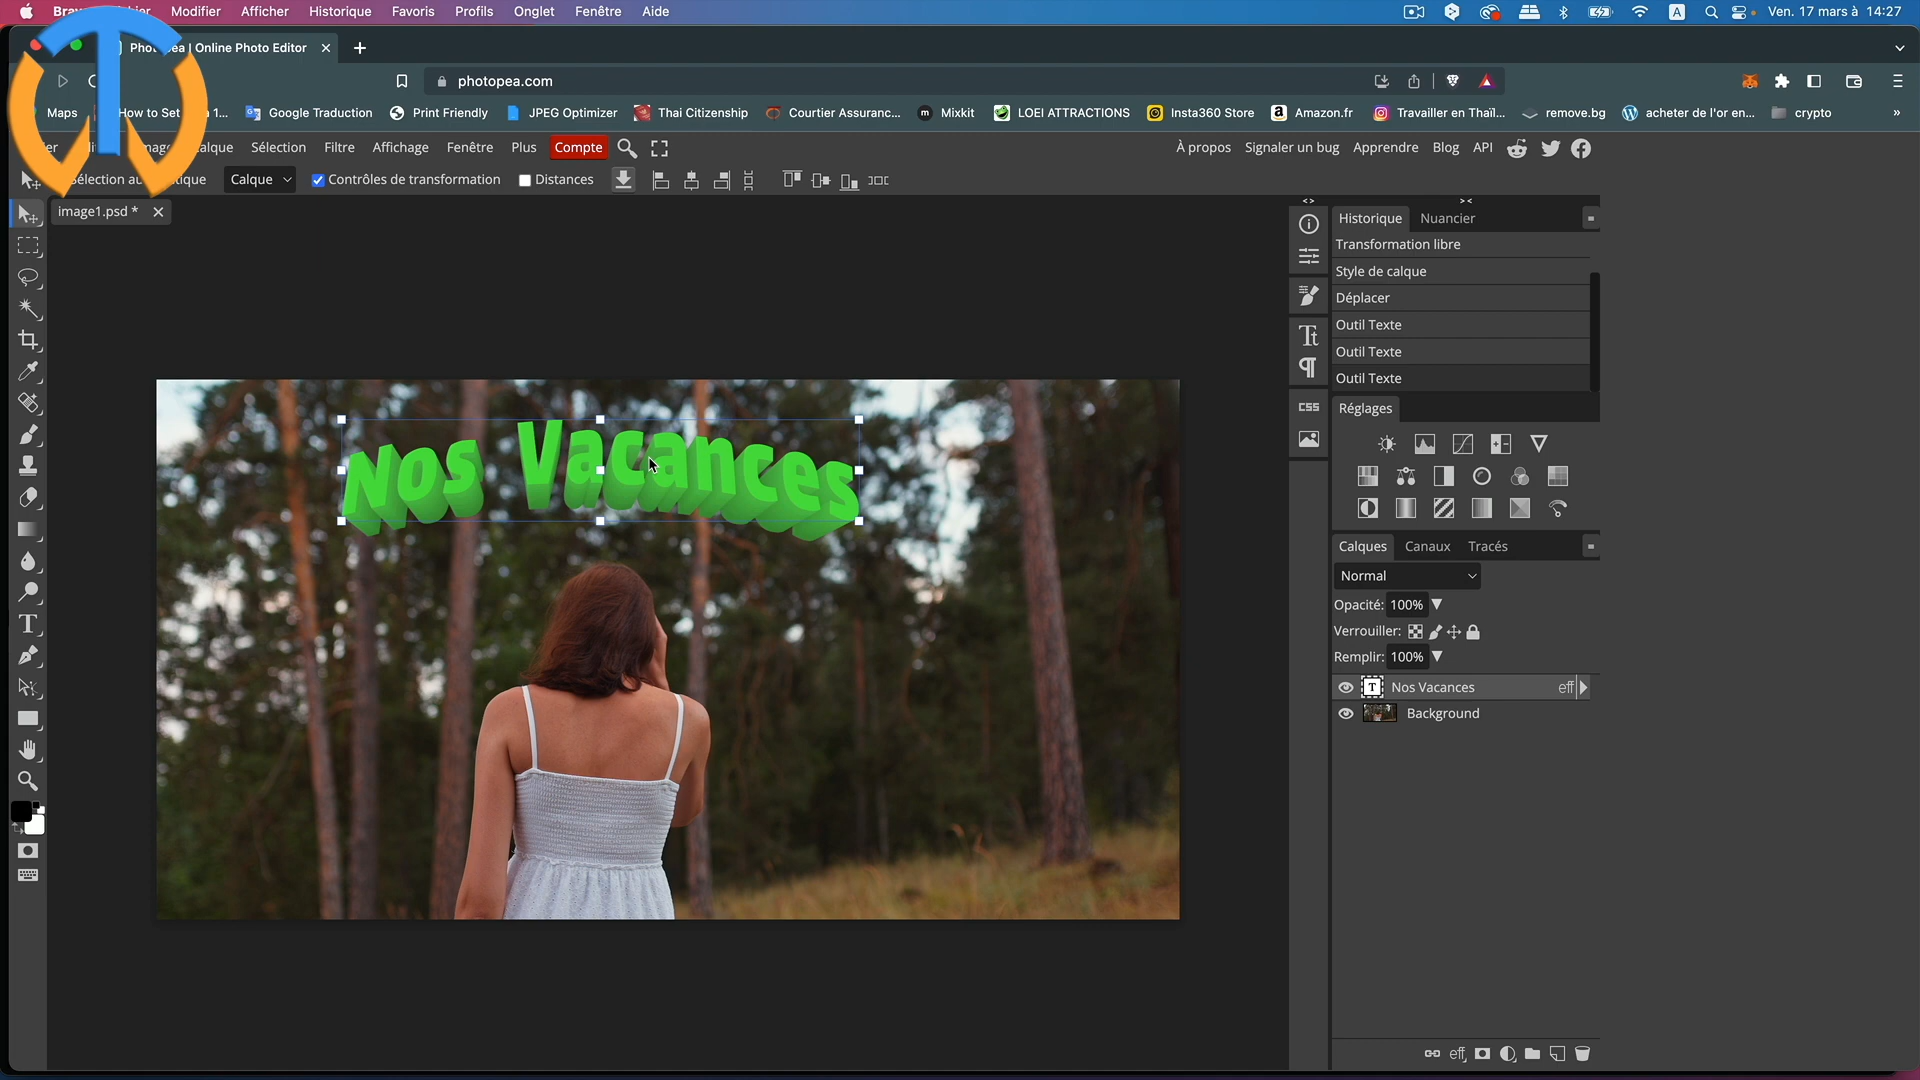 Modifier Afficher Historique Favoris Profils Onglet Fenêtre Aide A Ven. 17 mars à 14:27
Online Photo Editor
photopea.com
Maps How to Set Google Traduction Print Friendly JPEG Optimizer Thai Citizenship Courtier Assuranc... Mixkit LOEI ATTRACTIONS Insta360 Store Amazon.fr Travailler en Thaïl... remove.bg acheter de l'or en... crypto »
Sélection Filtre Affichage Fenêtre Plus Compte À propos Signaler un bug Apprendre Blog API
Calque Contrôles de transformation Distances
image1.psd *
Historique Nuancier
Transformation libre
Style de calque
Déplacer
Outil Texte
Outil Texte
Outil Texte
CSS
Réglages
Nos Vacances
Calques Canaux Tracés
Normal
Opacité: 100%
Verrouiller:
Remplir: 100%
Nos Vacances eff
Background
eff